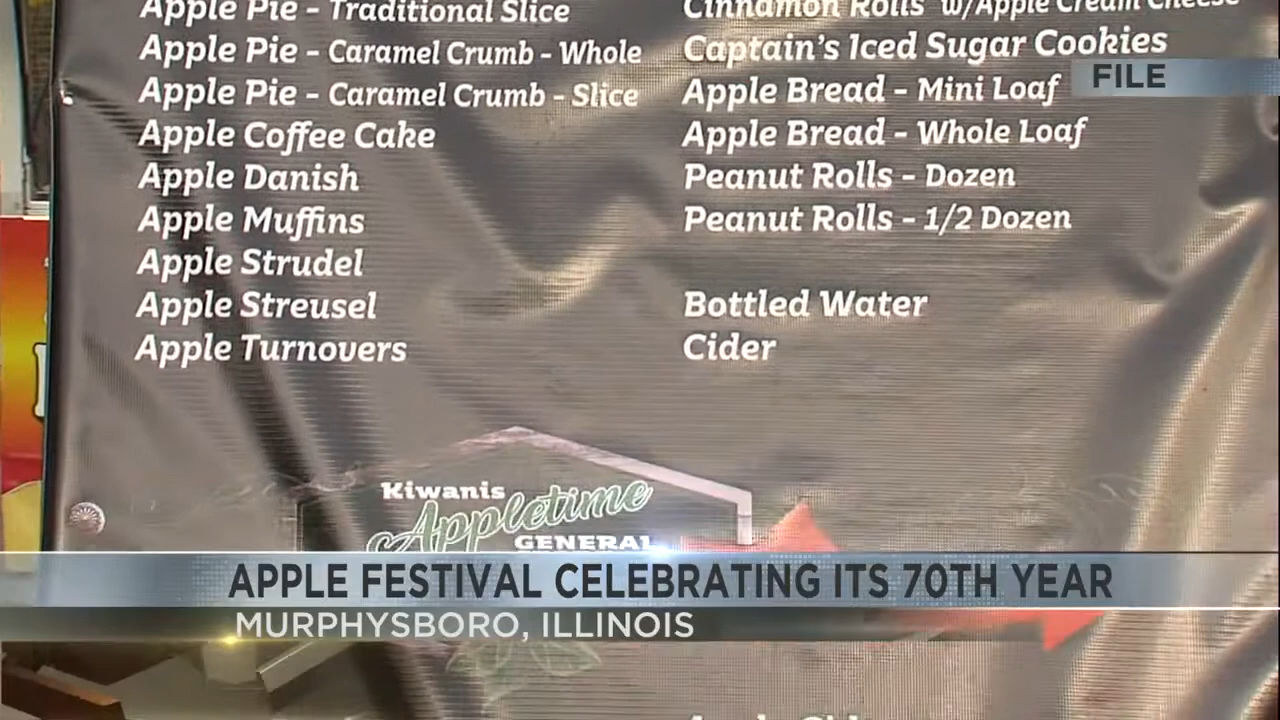 Apple Pie - Traditional Slice
Apple Pie - Caramel Crumb - Whole
Apple Pie - Caramel Crumb - Slice
Apple Coffee Cake
Apple Danish
Apple Muffins
Apple Strudel
Apple Streusel
Apple Turnovers
Cinnamon Rolls w/Apple Cream Cheese
Captain's Iced Sugar Cookies
Apple Bread - Mini Loaf
Apple Bread - Whole Loaf
Peanut Rolls - Dozen
Peanut Rolls - 1/2 Dozen
Bottled Water
Cider
FILE
Kiwanis
Appletime
GENERAL
APPLE FESTIVAL CELEBRATING ITS 70TH YEAR
MURPHYSBORO, ILLINOIS